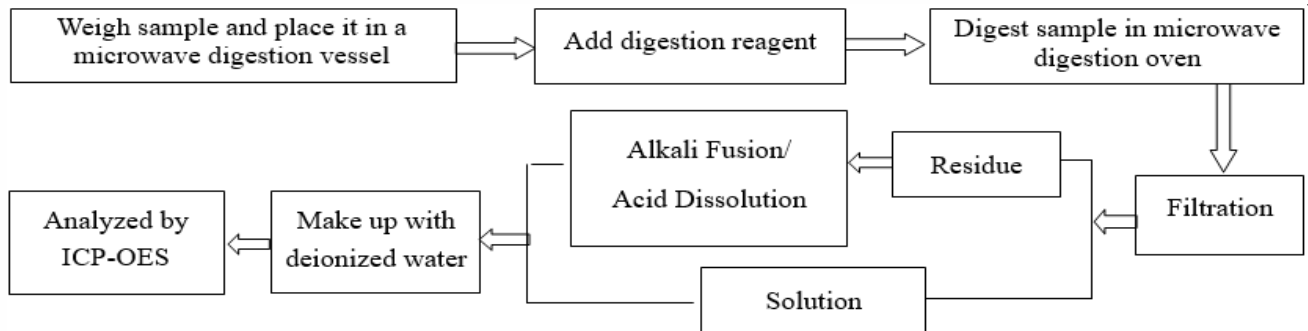 Weigh sample and place it in a
microwave digestion vessel
Add digestion reagent
Digest sample in microwave
digestion oven
Filtration
Residue
Alkali Fusion/
Acid Dissolution
Solution
Make up with
deionized water
Analyzed by
ICP-OES